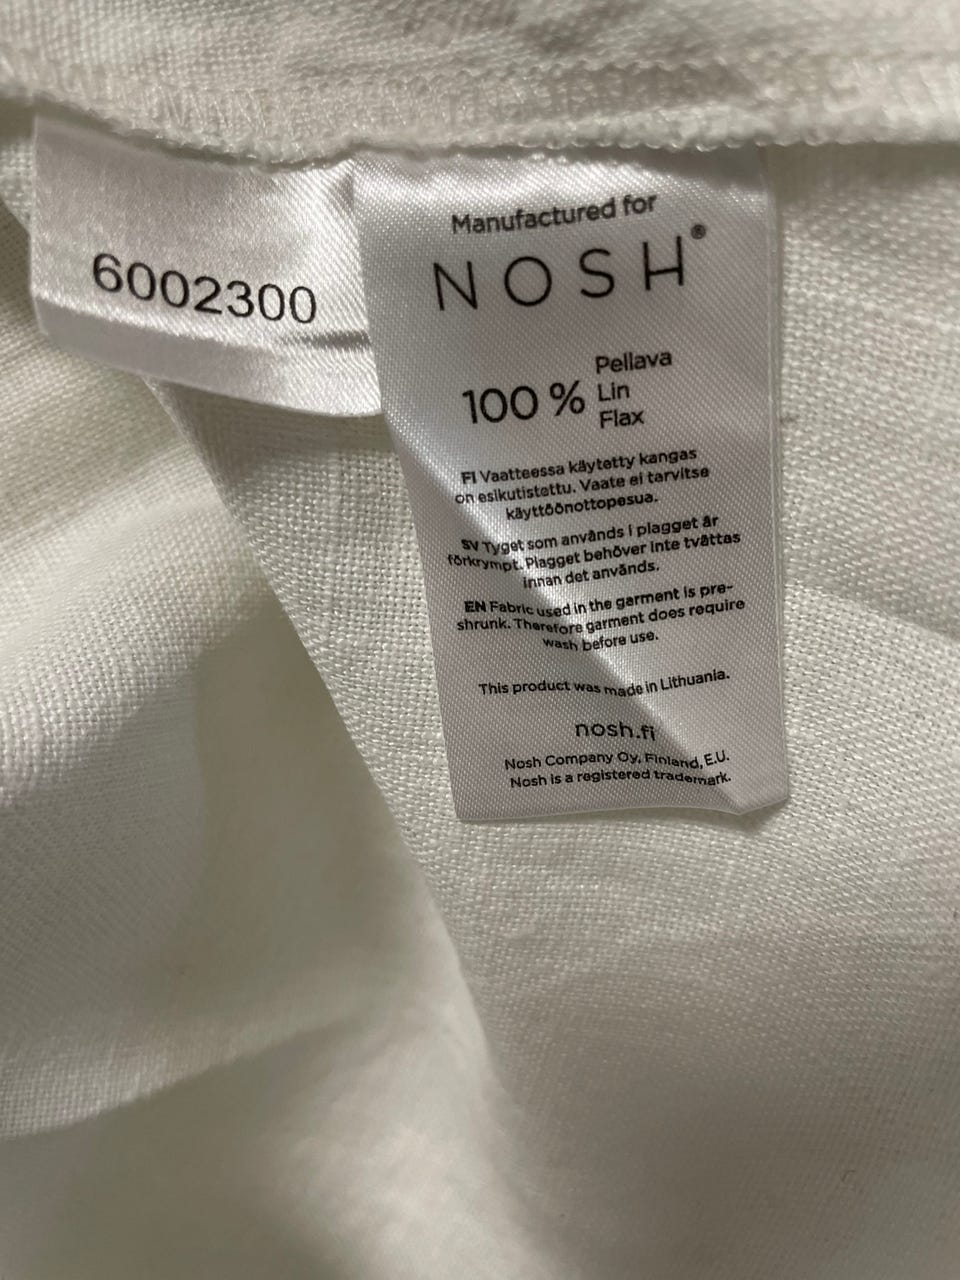 6002300
Manufactured for
NOSH®
100 %
Pellava
Lin
Flax
FI Vaatteessa käytetty kangas
on esikutistettu. Vaate ei tarvitse
käyttöönottopesua.
SV Tyget som används i plagget är
förkrympt. Plagget behöver inte tvättas
innan det används.
EN Fabric used in the garment is pre-
shrunk. Therefore garment does require
wash before use.
This product was made in Lithuania.
nosh.fi
Nosh Company Oy, Finland, E.U.
Nosh is a registered trademark.